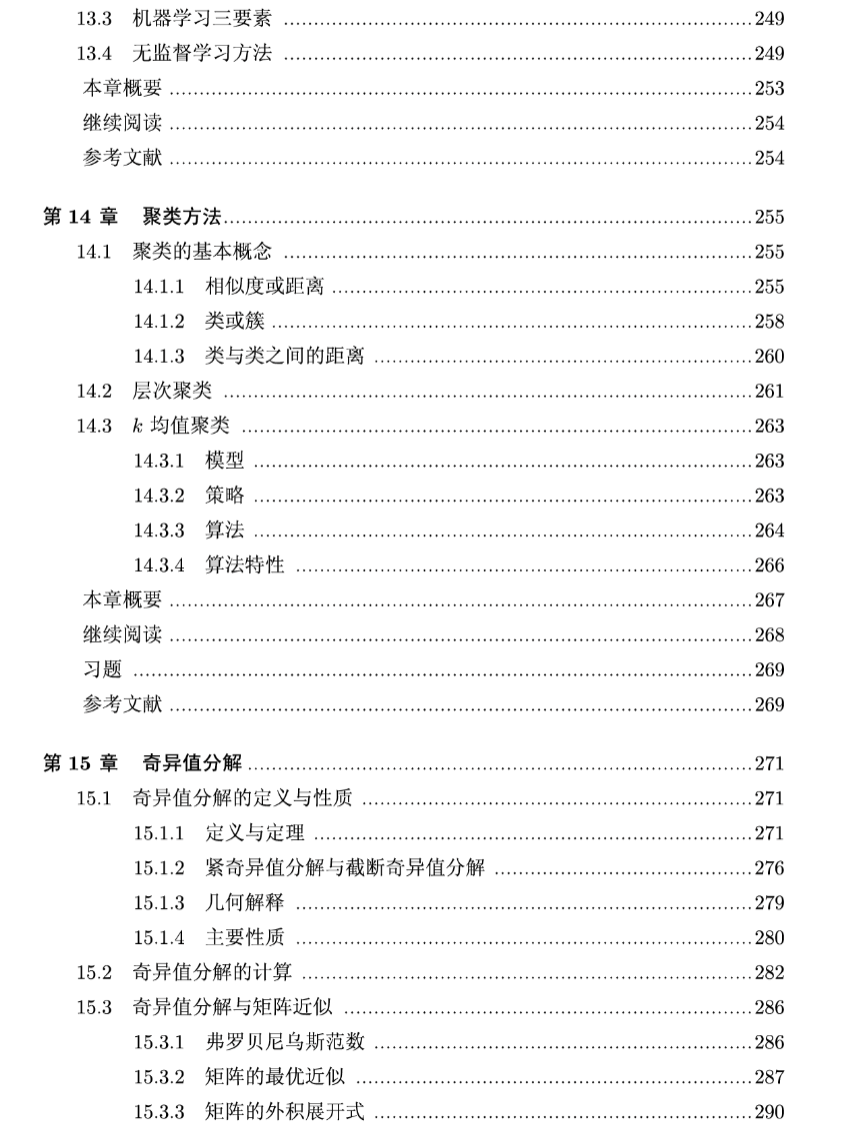 13.3 机器学习三要素 ........ 249
13.4 无监督学习方法 ........ 249
本章概要 ........ 253
继续阅读 ........ 254
参考文献 ........ 254
第 14 章 聚类方法 ........ 255
14.1 聚类的基本概念 ........ 255
14.1.1 相似度或距离 ........ 255
14.1.2 类或簇 ........ 258
14.1.3 类与类之间的距离 ........ 260
14.2 层次聚类 ........ 261
14.3 k 均值聚类 ........ 263
14.3.1 模型 ........ 263
14.3.2 策略 ........ 263
14.3.3 算法 ........ 264
14.3.4 算法特性 ........ 266
本章概要 ........ 267
继续阅读 ........ 268
习题 ........ 269
参考文献 ........ 269
第 15 章 奇异值分解 ........ 271
15.1 奇异值分解的定义与性质 ........ 271
15.1.1 定义与定理 ........ 271
15.1.2 紧奇异值分解与截断奇异值分解 ........ 276
15.1.3 几何解释 ........ 279
15.1.4 主要性质 ........ 280
15.2 奇异值分解的计算 ........ 282
15.3 奇异值分解与矩阵近似 ........ 286
15.3.1 弗罗贝尼乌斯范数 ........ 286
15.3.2 矩阵的最优近似 ........ 287
15.3.3 矩阵的外积展开式 ........ 290